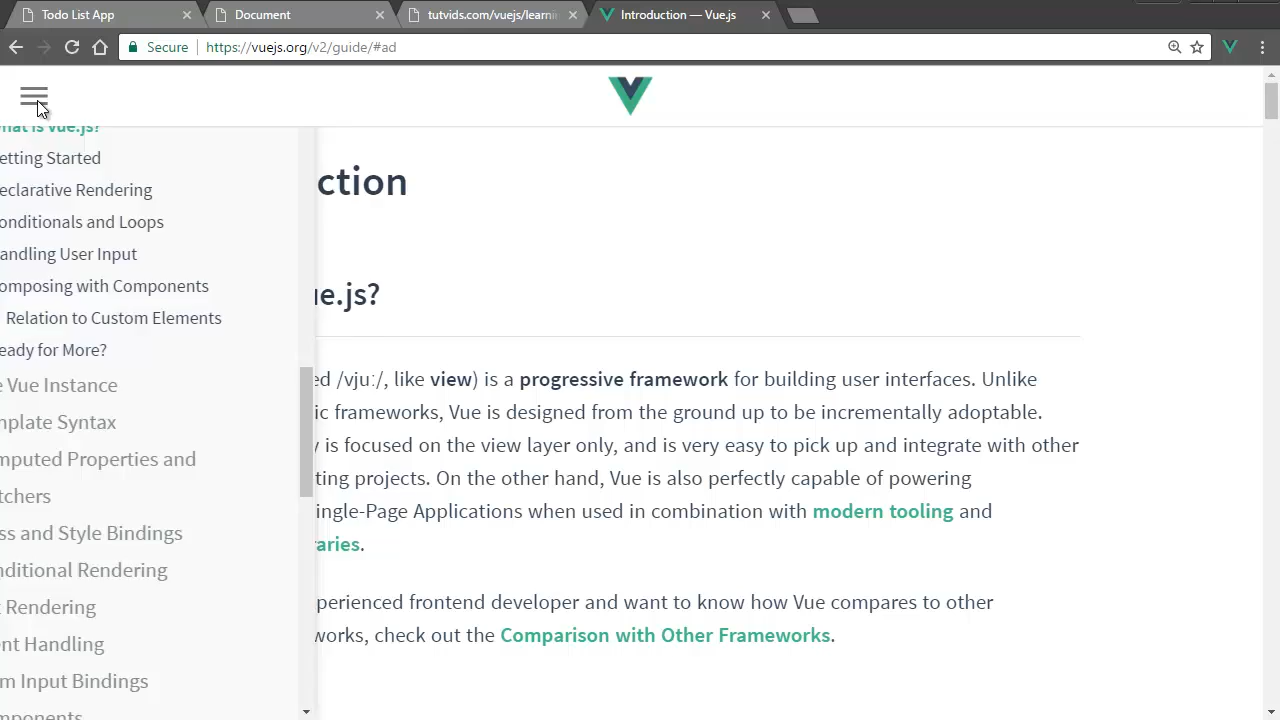 Todo List App
Document
tutvids.com/vuejs/learni
Introduction — Vue.js
Secure
https://vuejs.org/v2/guide/#ad
hat is Vue.js?
etting Started
eclarative Rendering
onditionals and Loops
andling User Input
omposing with Components
Relation to Custom Elements
eady for More?
e Vue Instance
mplate Syntax
mputed Properties and
tchers
ss and Style Bindings
nditional Rendering
t Rendering
ent Handling
m Input Bindings
mponents
ction
ue.js?
ed /vjuː/, like view) is a progressive framework for building user interfaces. Unlike
ic frameworks, Vue is designed from the ground up to be incrementally adoptable.
y is focused on the view layer only, and is very easy to pick up and integrate with other
ting projects. On the other hand, Vue is also perfectly capable of powering
ingle-Page Applications when used in combination with modern tooling and
raries.
perienced frontend developer and want to know how Vue compares to other
works, check out the Comparison with Other Frameworks.